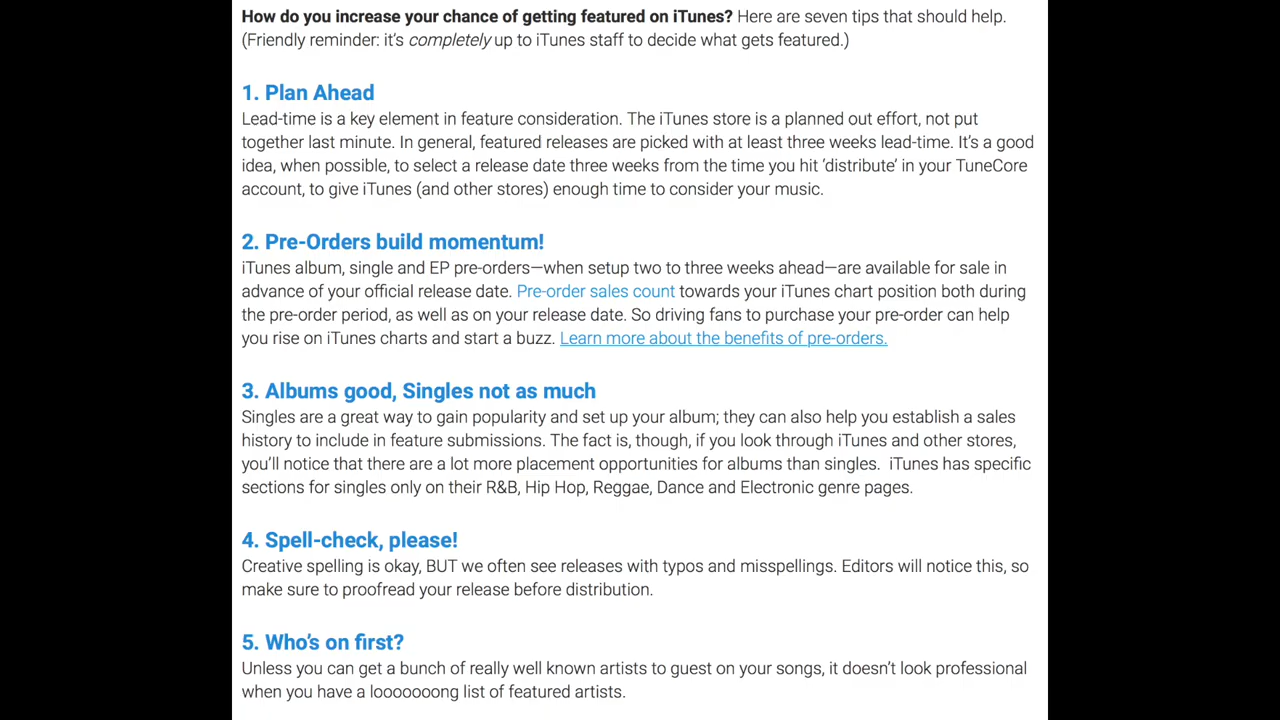 How do you increase your chance of getting featured on iTunes? Here are seven tips that should help.
(Friendly reminder: it's completely up to iTunes staff to decide what gets featured.)
1. Plan Ahead
Lead-time is a key element in feature consideration. The iTunes store is a planned out effort, not put
together last minute. In general, featured releases are picked with at least three weeks lead-time. It's a good
idea, when possible, to select a release date three weeks from the time you hit 'distribute' in your TuneCore
account, to give iTunes (and other stores) enough time to consider your music.
2. Pre-Orders build momentum!
iTunes album, single and EP pre-orders—when setup two to three weeks ahead—are available for sale in
advance of your official release date. Pre-order sales count towards your iTunes chart position both during
the pre-order period, as well as on your release date. So driving fans to purchase your pre-order can help
you rise on iTunes charts and start a buzz. Learn more about the benefits of pre-orders.
3. Albums good, Singles not as much
Singles are a great way to gain popularity and set up your album; they can also help you establish a sales
history to include in feature submissions. The fact is, though, if you look through iTunes and other stores,
you'll notice that there are a lot more placement opportunities for albums than singles.  iTunes has specific
sections for singles only on their R&B, Hip Hop, Reggae, Dance and Electronic genre pages.
4. Spell-check, please!
Creative spelling is okay, BUT we often see releases with typos and misspellings. Editors will notice this, so
make sure to proofread your release before distribution.
5. Who's on first?
Unless you can get a bunch of really well known artists to guest on your songs, it doesn't look professional
when you have a looooooong list of featured artists.